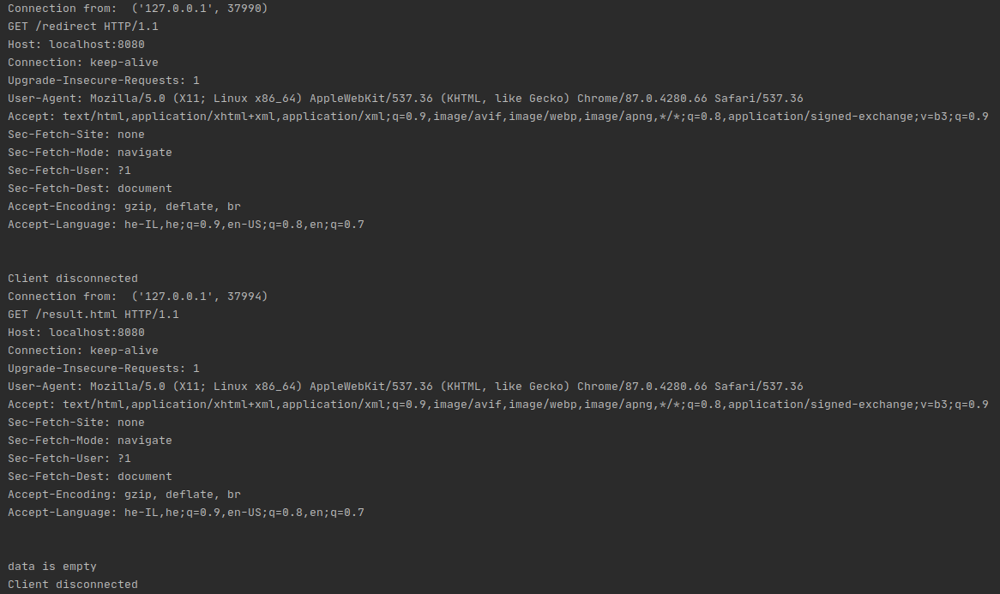 Connection from:  ('127.0.0.1', 37990)
GET /redirect HTTP/1.1
Host: localhost:8080
Connection: keep-alive
Upgrade-Insecure-Requests: 1
User-Agent: Mozilla/5.0 (X11; Linux x86_64) AppleWebKit/537.36 (KHTML, like Gecko) Chrome/87.0.4280.66 Safari/537.36
Accept: text/html,application/xhtml+xml,application/xml;q=0.9,image/avif,image/webp,image/apng,*/*;q=0.8,application/signed-exchange;v=b3;q=0.9
Sec-Fetch-Site: none
Sec-Fetch-Mode: navigate
Sec-Fetch-User: ?1
Sec-Fetch-Dest: document
Accept-Encoding: gzip, deflate, br
Accept-Language: he-IL,he;q=0.9,en-US;q=0.8,en;q=0.7
Client disconnected
Connection from:  ('127.0.0.1', 37994)
GET /result.html HTTP/1.1
Host: localhost:8080
Connection: keep-alive
Upgrade-Insecure-Requests: 1
User-Agent: Mozilla/5.0 (X11; Linux x86_64) AppleWebKit/537.36 (KHTML, like Gecko) Chrome/87.0.4280.66 Safari/537.36
Accept: text/html,application/xhtml+xml,application/xml;q=0.9,image/avif,image/webp,image/apng,*/*;q=0.8,application/signed-exchange;v=b3;q=0.9
Sec-Fetch-Site: none
Sec-Fetch-Mode: navigate
Sec-Fetch-User: ?1
Sec-Fetch-Dest: document
Accept-Encoding: gzip, deflate, br
Accept-Language: he-IL,he;q=0.9,en-US;q=0.8,en;q=0.7
data is empty
Client disconnected